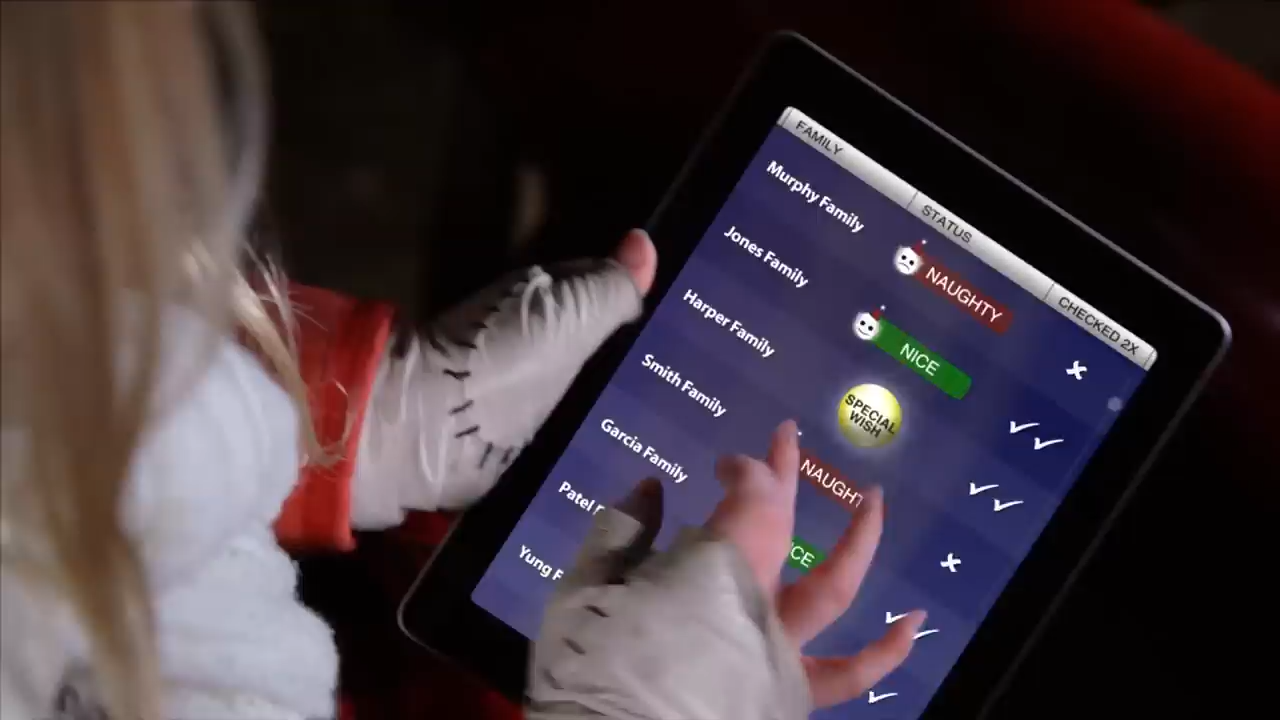 FAMILY STATUS CHECKED 2X
Murphy Family NAUGHTY
Jones Family NICE
Harper Family SPECIAL
WISH
Smith Family
Garcia Family
Patel
Yung